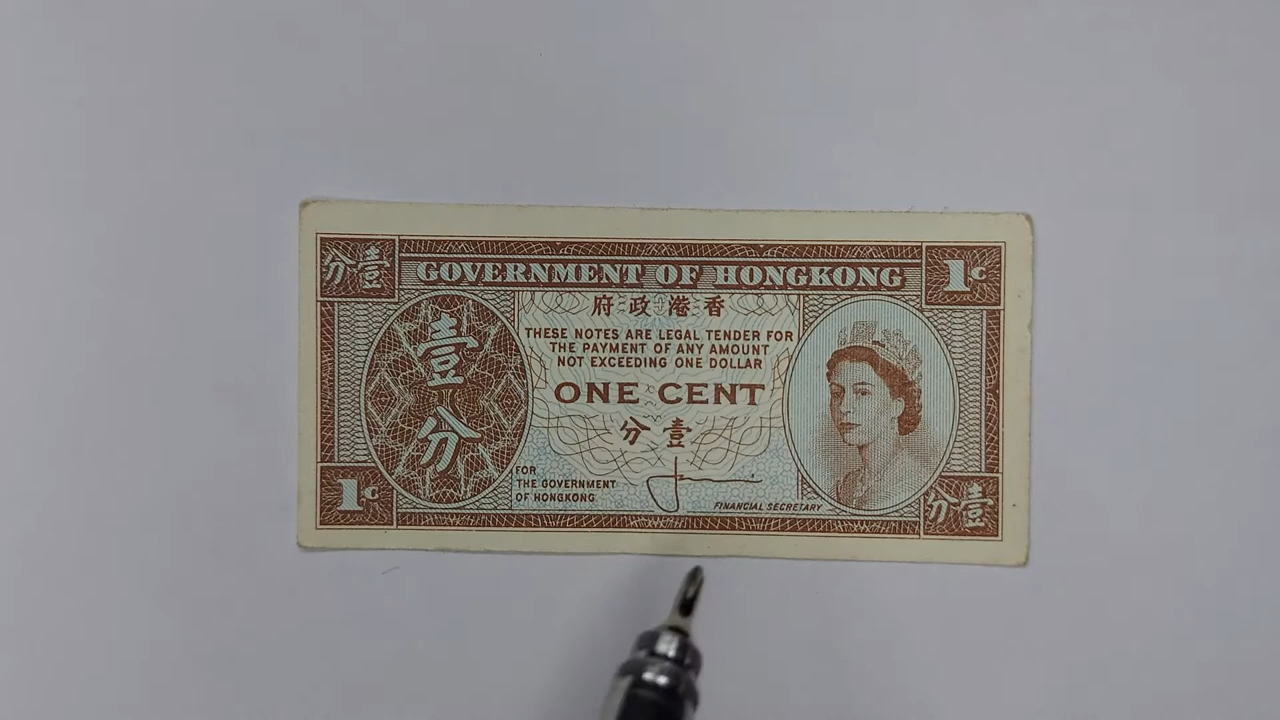 分壹
GOVERNMENT OF HONGKONG
1¢
府政港香
THESE NOTES ARE LEGAL TENDER FOR
THE PAYMENT OF ANY AMOUNT
NOT EXCEEDING ONE DOLLAR
ONE CENT
分壹
壹
分
FOR
THE GOVERNMENT
OF HONGKONG
FINANCIAL SECRETARY
1¢
分壹